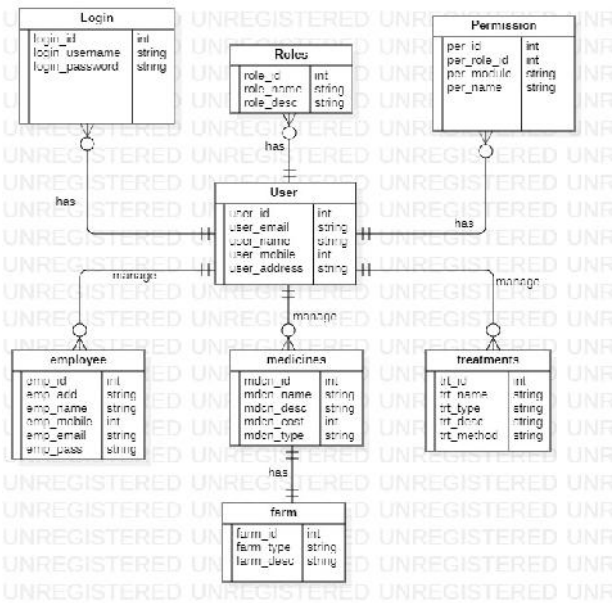 Login
login_id int
login_username string
login_password string
Roles
role_id int
role_name string
role_desc string
Permission
per_id int
per_role_id int
per_module string
per_name string
has
has
has
User
user_id int
user_email string
user_name string
user_mobile int
user_address string
manage
manage
manage
employee
emp_id int
emp_add string
emp_name string
emp_mobile int
emp_email string
emp_pass string
medicines
mdcn_id int
mdcn_name string
mdcn_desc string
mdcn_cost int
mdcn_type string
treatments
trt_id int
trt_name string
trt_type string
trt_desc string
trt_method string
has
farm
farm_id int
farm_type string
farm_desc string
UNREGISTERED